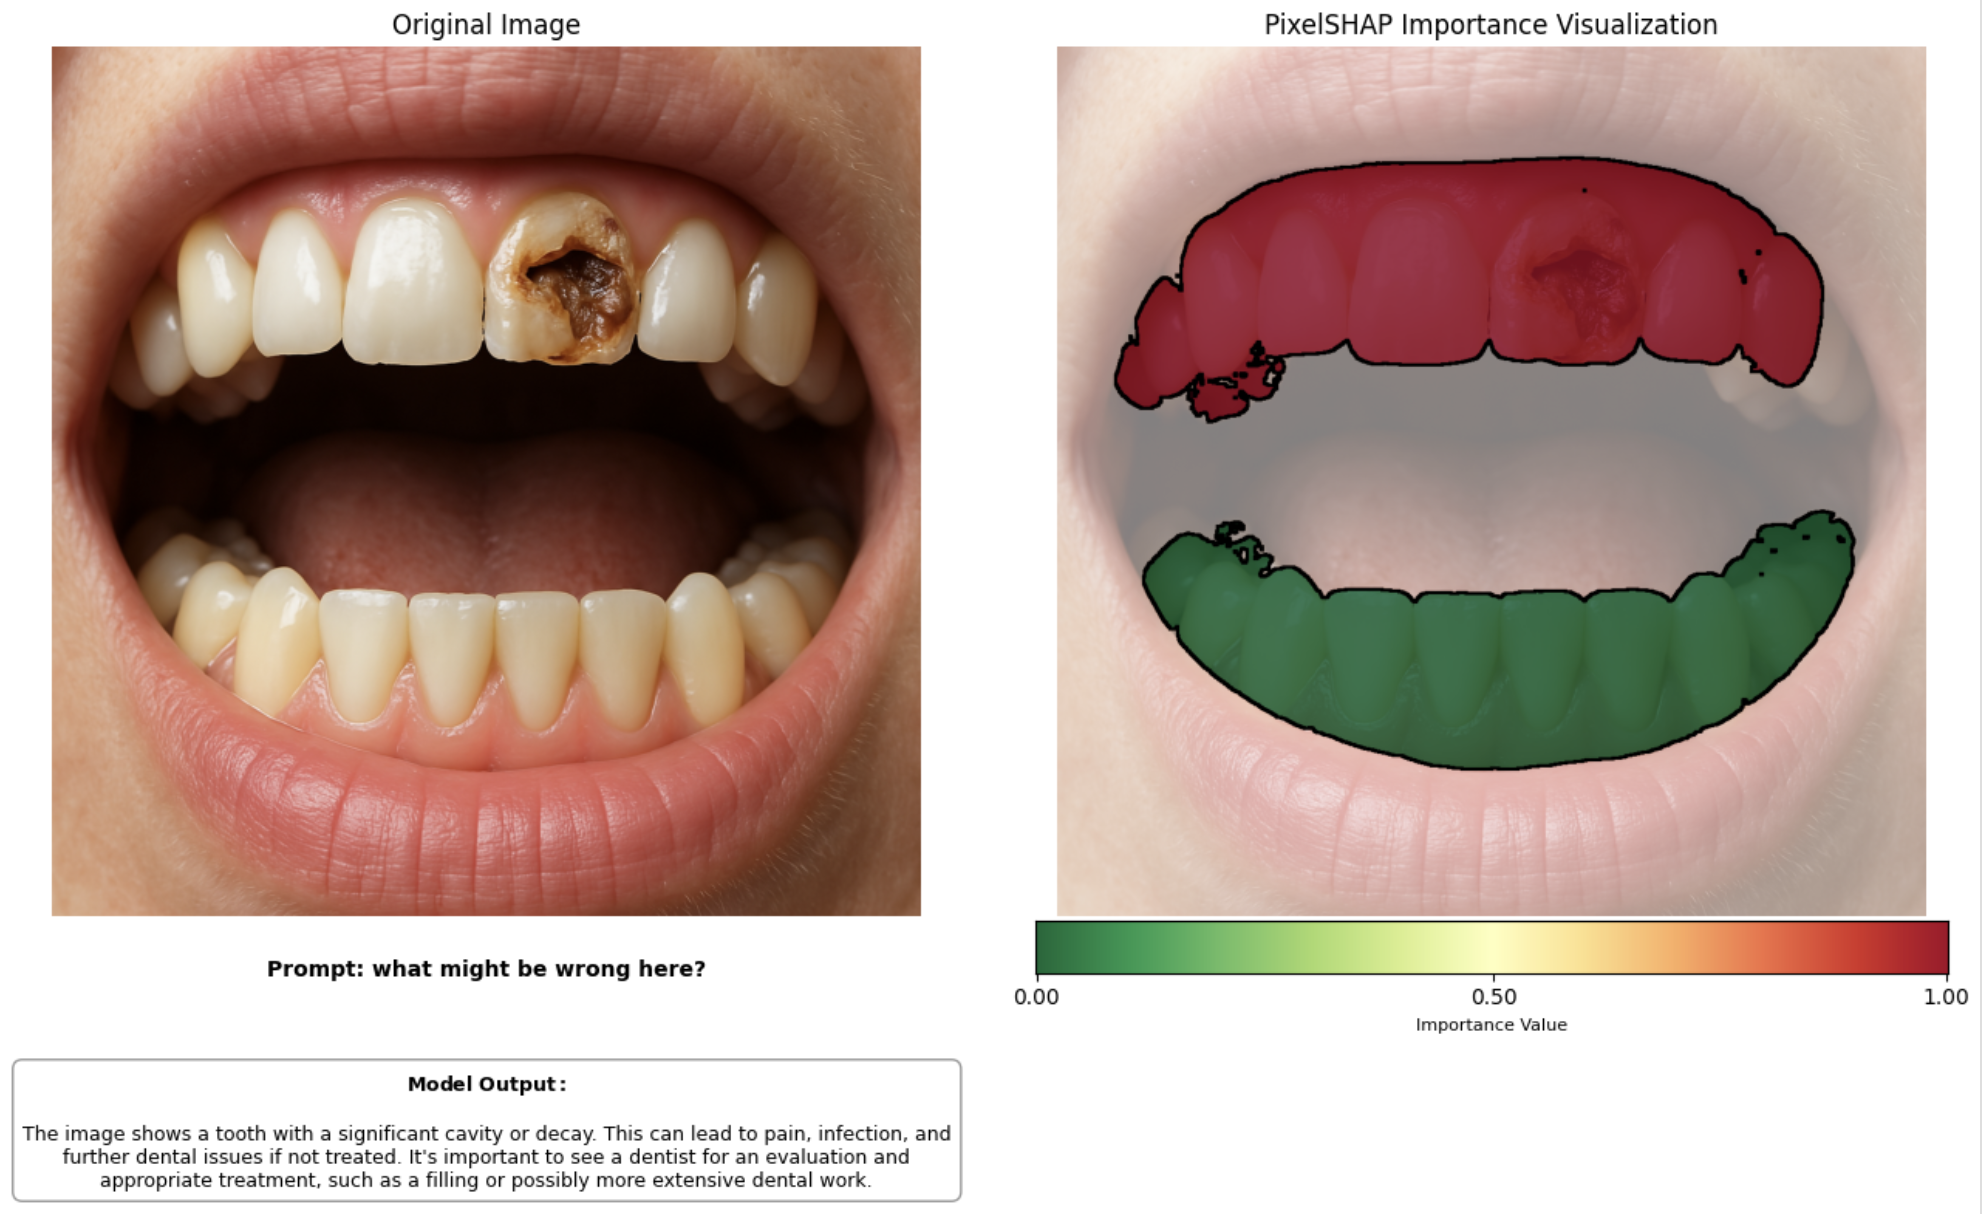 Original Image
PixelSHAP Importance Visualization
Prompt: what might be wrong here?
0.00
0.50
1.00
Importance Value
Model Output:
The image shows a tooth with a significant cavity or decay. This can lead to pain, infection, and
further dental issues if not treated. It's important to see a dentist for an evaluation and
appropriate treatment, such as a filling or possibly more extensive dental work.